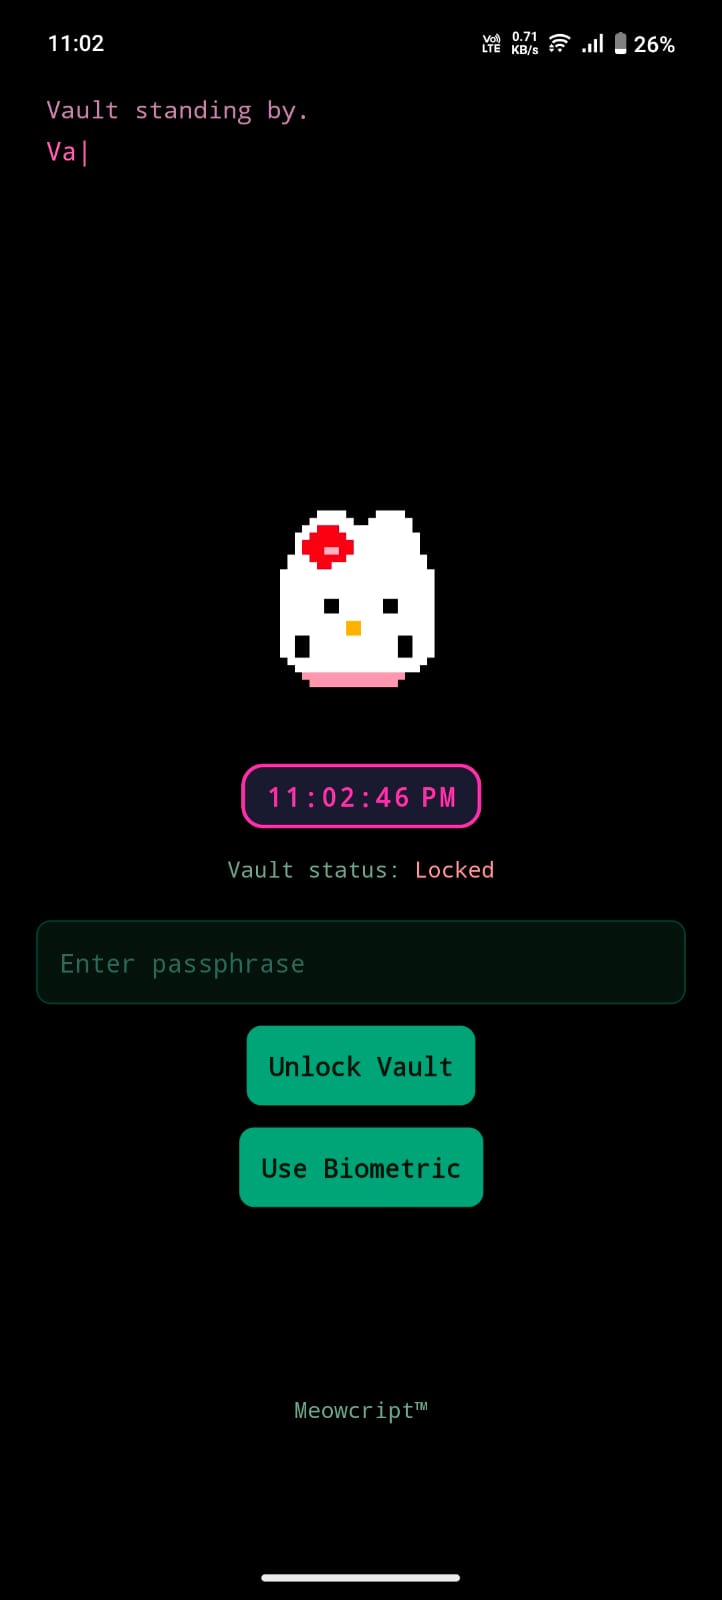 11:02
Vo)) LTE 0.71 KB/s 26%
Vault standing by.
Va|
11:02:46 PM
Vault status: Locked
Enter passphrase
Unlock Vault
Use Biometric
Meowcript™